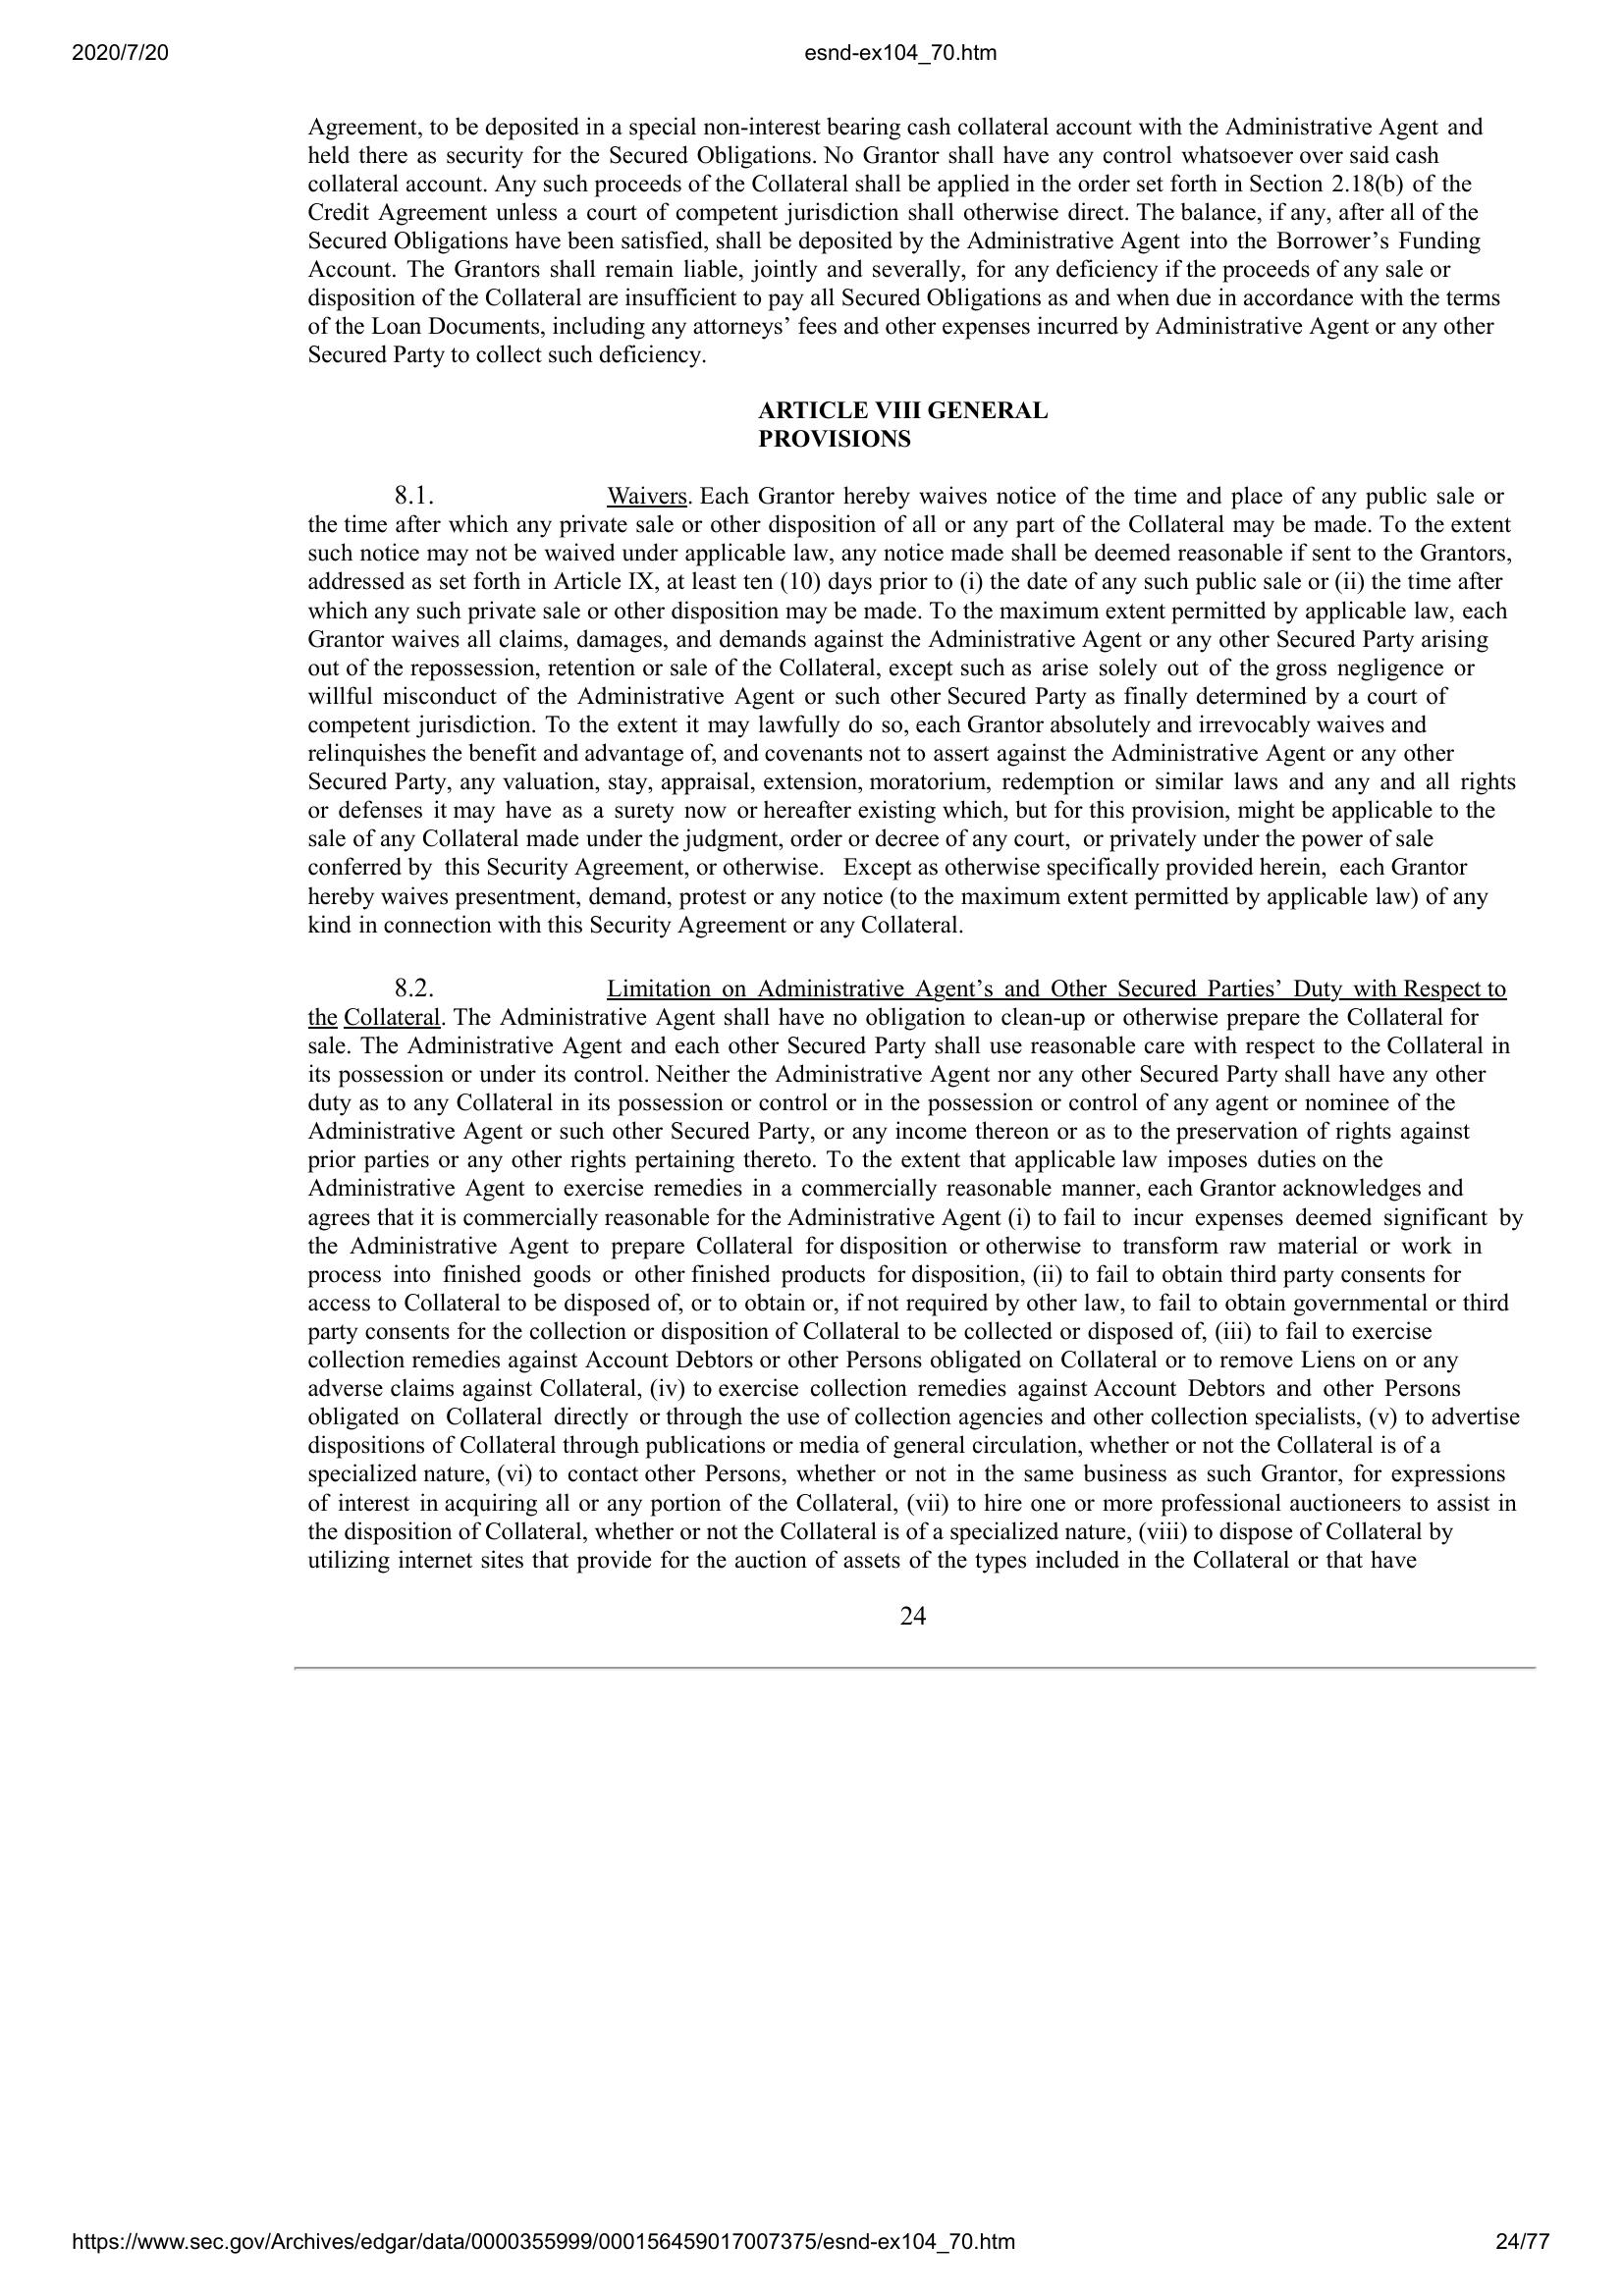 2020/7/20 esnd-ex104_70.htm
Agreement, to be deposited in a special non-interest bearing cash collateral account with the Administrative Agent and
held there as security for the Secured Obligations. No Grantor shall have any control whatsoever over said cash
collateral account. Any such proceeds of the Collateral shall be applied in the order set forth in Section 2.18(b) of the
Credit Agreement unless a court of competent jurisdiction shall otherwise direct. The balance, if any, after all of the
Secured Obligations have been satisfied, shall be deposited by the Administrative Agent into the Borrower’s Funding
Account. The Grantors shall remain liable, jointly and severally, for any deficiency if the proceeds of any sale or
disposition of the Collateral are insufficient to pay all Secured Obligations as and when due in accordance with the terms
of the Loan Documents, including any attorneys’ fees and other expenses incurred by Administrative Agent or any other
Secured Party to collect such deficiency.
ARTICLE VIII GENERAL
PROVISIONS
8.1. Waivers. Each Grantor hereby waives notice of the time and place of any public sale or
the time after which any private sale or other disposition of all or any part of the Collateral may be made. To the extent
such notice may not be waived under applicable law, any notice made shall be deemed reasonable if sent to the Grantors,
addressed as set forth in Article IX, at least ten (10) days prior to (i) the date of any such public sale or (ii) the time after
which any such private sale or other disposition may be made. To the maximum extent permitted by applicable law, each
Grantor waives all claims, damages, and demands against the Administrative Agent or any other Secured Party arising
out of the repossession, retention or sale of the Collateral, except such as arise solely out of the gross negligence or
willful misconduct of the Administrative Agent or such other Secured Party as finally determined by a court of
competent jurisdiction. To the extent it may lawfully do so, each Grantor absolutely and irrevocably waives and
relinquishes the benefit and advantage of, and covenants not to assert against the Administrative Agent or any other
Secured Party, any valuation, stay, appraisal, extension, moratorium, redemption or similar laws and any and all rights
or defenses it may have as a surety now or hereafter existing which, but for this provision, might be applicable to the
sale of any Collateral made under the judgment, order or decree of any court, or privately under the power of sale
conferred by this Security Agreement, or otherwise. Except as otherwise specifically provided herein, each Grantor
hereby waives presentment, demand, protest or any notice (to the maximum extent permitted by applicable law) of any
kind in connection with this Security Agreement or any Collateral.
8.2. Limitation on Administrative Agent’s and Other Secured Parties’ Duty with Respect to
the Collateral. The Administrative Agent shall have no obligation to clean-up or otherwise prepare the Collateral for
sale. The Administrative Agent and each other Secured Party shall use reasonable care with respect to the Collateral in
its possession or under its control. Neither the Administrative Agent nor any other Secured Party shall have any other
duty as to any Collateral in its possession or control or in the possession or control of any agent or nominee of the
Administrative Agent or such other Secured Party, or any income thereon or as to the preservation of rights against
prior parties or any other rights pertaining thereto. To the extent that applicable law imposes duties on the
Administrative Agent to exercise remedies in a commercially reasonable manner, each Grantor acknowledges and
agrees that it is commercially reasonable for the Administrative Agent (i) to fail to incur expenses deemed significant by
the Administrative Agent to prepare Collateral for disposition or otherwise to transform raw material or work in
process into finished goods or other finished products for disposition, (ii) to fail to obtain third party consents for
access to Collateral to be disposed of, or to obtain or, if not required by other law, to fail to obtain governmental or third
party consents for the collection or disposition of Collateral to be collected or disposed of, (iii) to fail to exercise
collection remedies against Account Debtors or other Persons obligated on Collateral or to remove Liens on or any
adverse claims against Collateral, (iv) to exercise collection remedies against Account Debtors and other Persons
obligated on Collateral directly or through the use of collection agencies and other collection specialists, (v) to advertise
dispositions of Collateral through publications or media of general circulation, whether or not the Collateral is of a
specialized nature, (vi) to contact other Persons, whether or not in the same business as such Grantor, for expressions
of interest in acquiring all or any portion of the Collateral, (vii) to hire one or more professional auctioneers to assist in
the disposition of Collateral, whether or not the Collateral is of a specialized nature, (viii) to dispose of Collateral by
utilizing internet sites that provide for the auction of assets of the types included in the Collateral or that have
24
https://www.sec.gov/Archives/edgar/data/0000355999/000156459017007375/esnd-ex104_70.htm 24/77